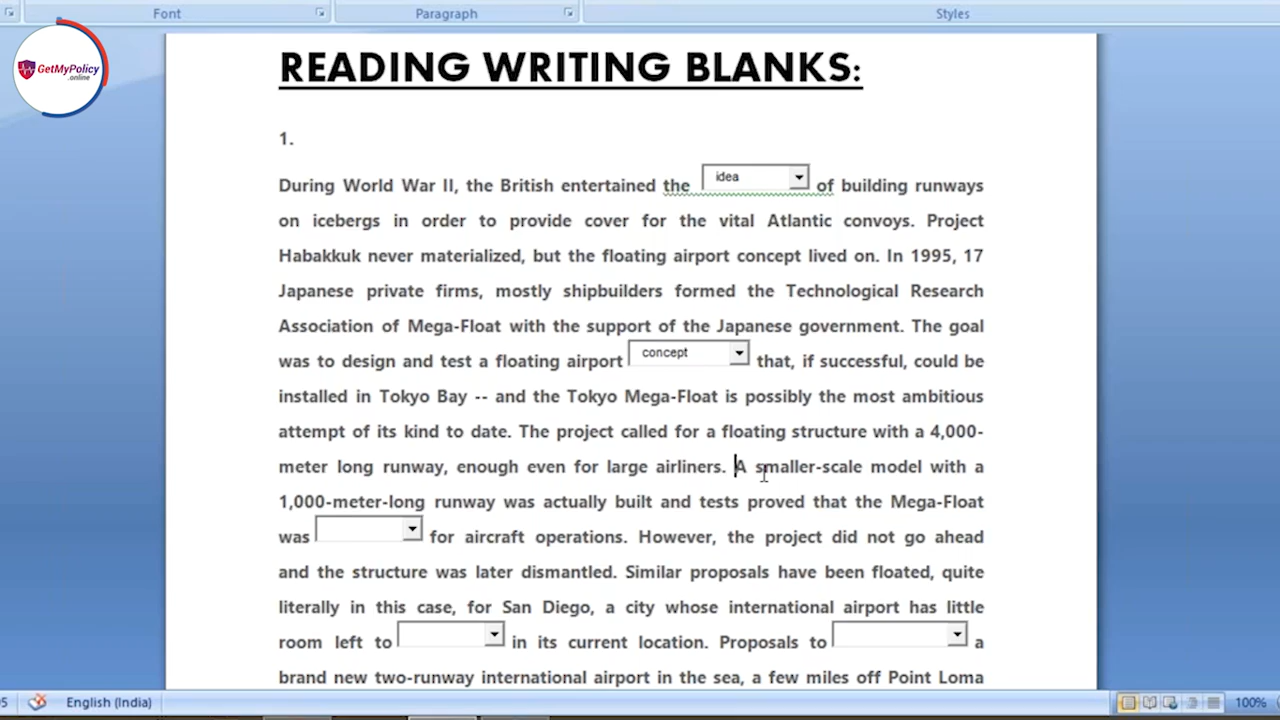 Font Paragraph Styles
GetMyPolicy
.online
READING WRITING BLANKS:
1.
During World War II, the British entertained the idea of building runways
on icebergs in order to provide cover for the vital Atlantic convoys. Project
Habakkuk never materialized, but the floating airport concept lived on. In 1995, 17
Japanese private firms, mostly shipbuilders formed the Technological Research
Association of Mega-Float with the support of the Japanese government. The goal
was to design and test a floating airport concept that, if successful, could be
installed in Tokyo Bay -- and the Tokyo Mega-Float is possibly the most ambitious
attempt of its kind to date. The project called for a floating structure with a 4,000-
meter long runway, enough even for large airliners. A smaller-scale model with a
1,000-meter-long runway was actually built and tests proved that the Mega-Float
was for aircraft operations. However, the project did not go ahead
and the structure was later dismantled. Similar proposals have been floated, quite
literally in this case, for San Diego, a city whose international airport has little
room left to in its current location. Proposals to a
brand new two-runway international airport in the sea, a few miles off Point Loma
5 English (India) 100%